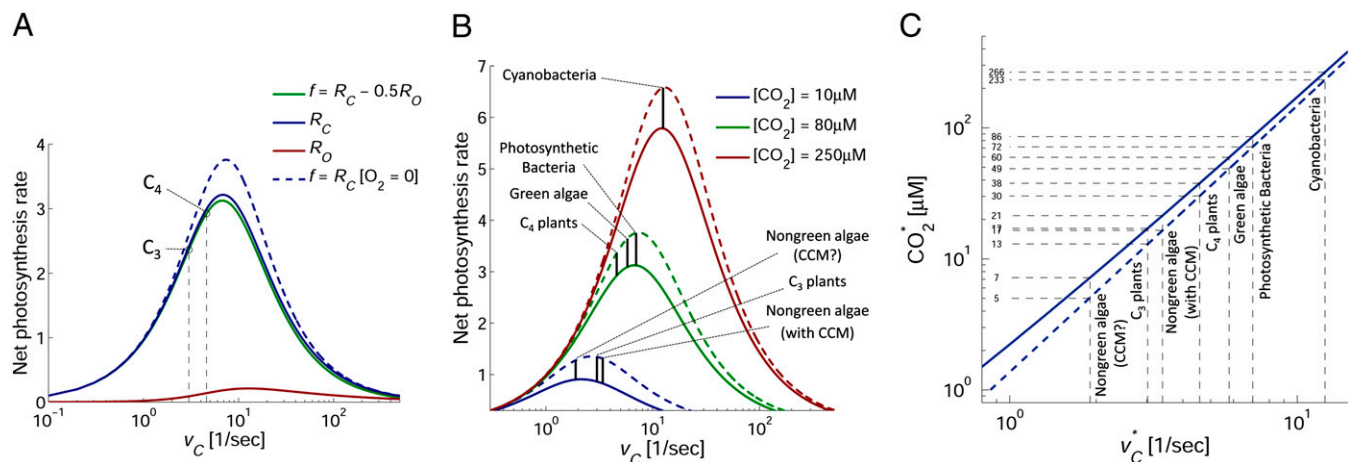 A
f = R_C − 0.5R_O
R_C
R_O
f = R_C [O_2 = 0]
C_4
C_3
Net photosynthesis rate
4
3
2
1
0
10^−1
10^0
10^1
10^2
v_C [1/sec]
B
Cyanobacteria
[CO_2] = 10μM
[CO_2] = 80μM
[CO_2] = 250μM
Photosynthetic
Bacteria
Green algae
C_4 plants
Nongreen algae
(CCM?)
C_3 plants
Nongreen algae
(with CCM)
Net photosynthesis rate
7
6
5
4
3
2
1
10^0
10^1
10^2
v_C [1/sec]
C
CO_2^* [μM]
10^2
10^1
10^0
266
233
86
72
60
49
38
30
21
17
13
7
5
Nongreen algae
(CCM?)
C_3 plants
Nongreen algae
(with CCM)
C_4 plants
Green algae
Photosynthetic Bacteria
Cyanobacteria
10^0
10^1
v_C^* [1/sec]